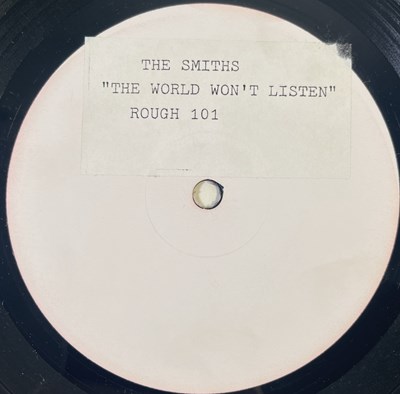 THE SMITHS
"THE WORLD WON'T LISTEN"
ROUGH 101